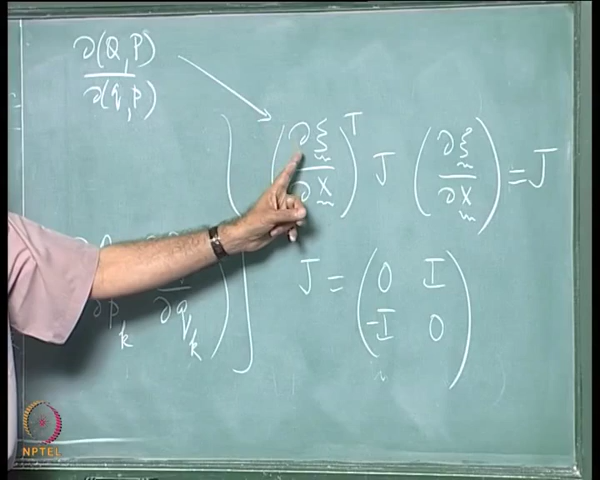 ∂(Q,P)
∂(q,p)
(∂ξ/∂x)ᵀ J (∂ξ/∂x) = J
∂p_k ∂q_k
J = (0 I
-I 0)
NPTEL